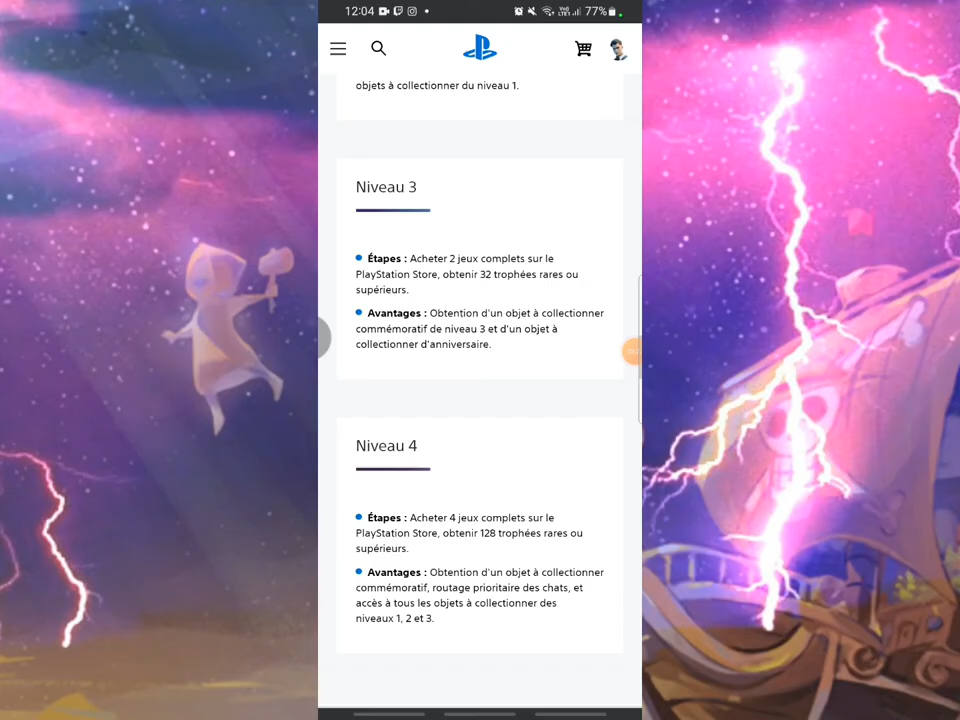 12:04
77%
objets à collectionner du niveau 1.
Niveau 3
Étapes : Acheter 2 jeux complets sur le
PlayStation Store, obtenir 32 trophées rares ou
supérieurs.
Avantages : Obtention d'un objet à collectionner
commémoratif de niveau 3 et d'un objet à
collectionner d'anniversaire.
Niveau 4
Étapes : Acheter 4 jeux complets sur le
PlayStation Store, obtenir 128 trophées rares ou
supérieurs.
Avantages : Obtention d'un objet à collectionner
commémoratif, routage prioritaire des chats, et
accès à tous les objets à collectionner des
niveaux 1, 2 et 3.